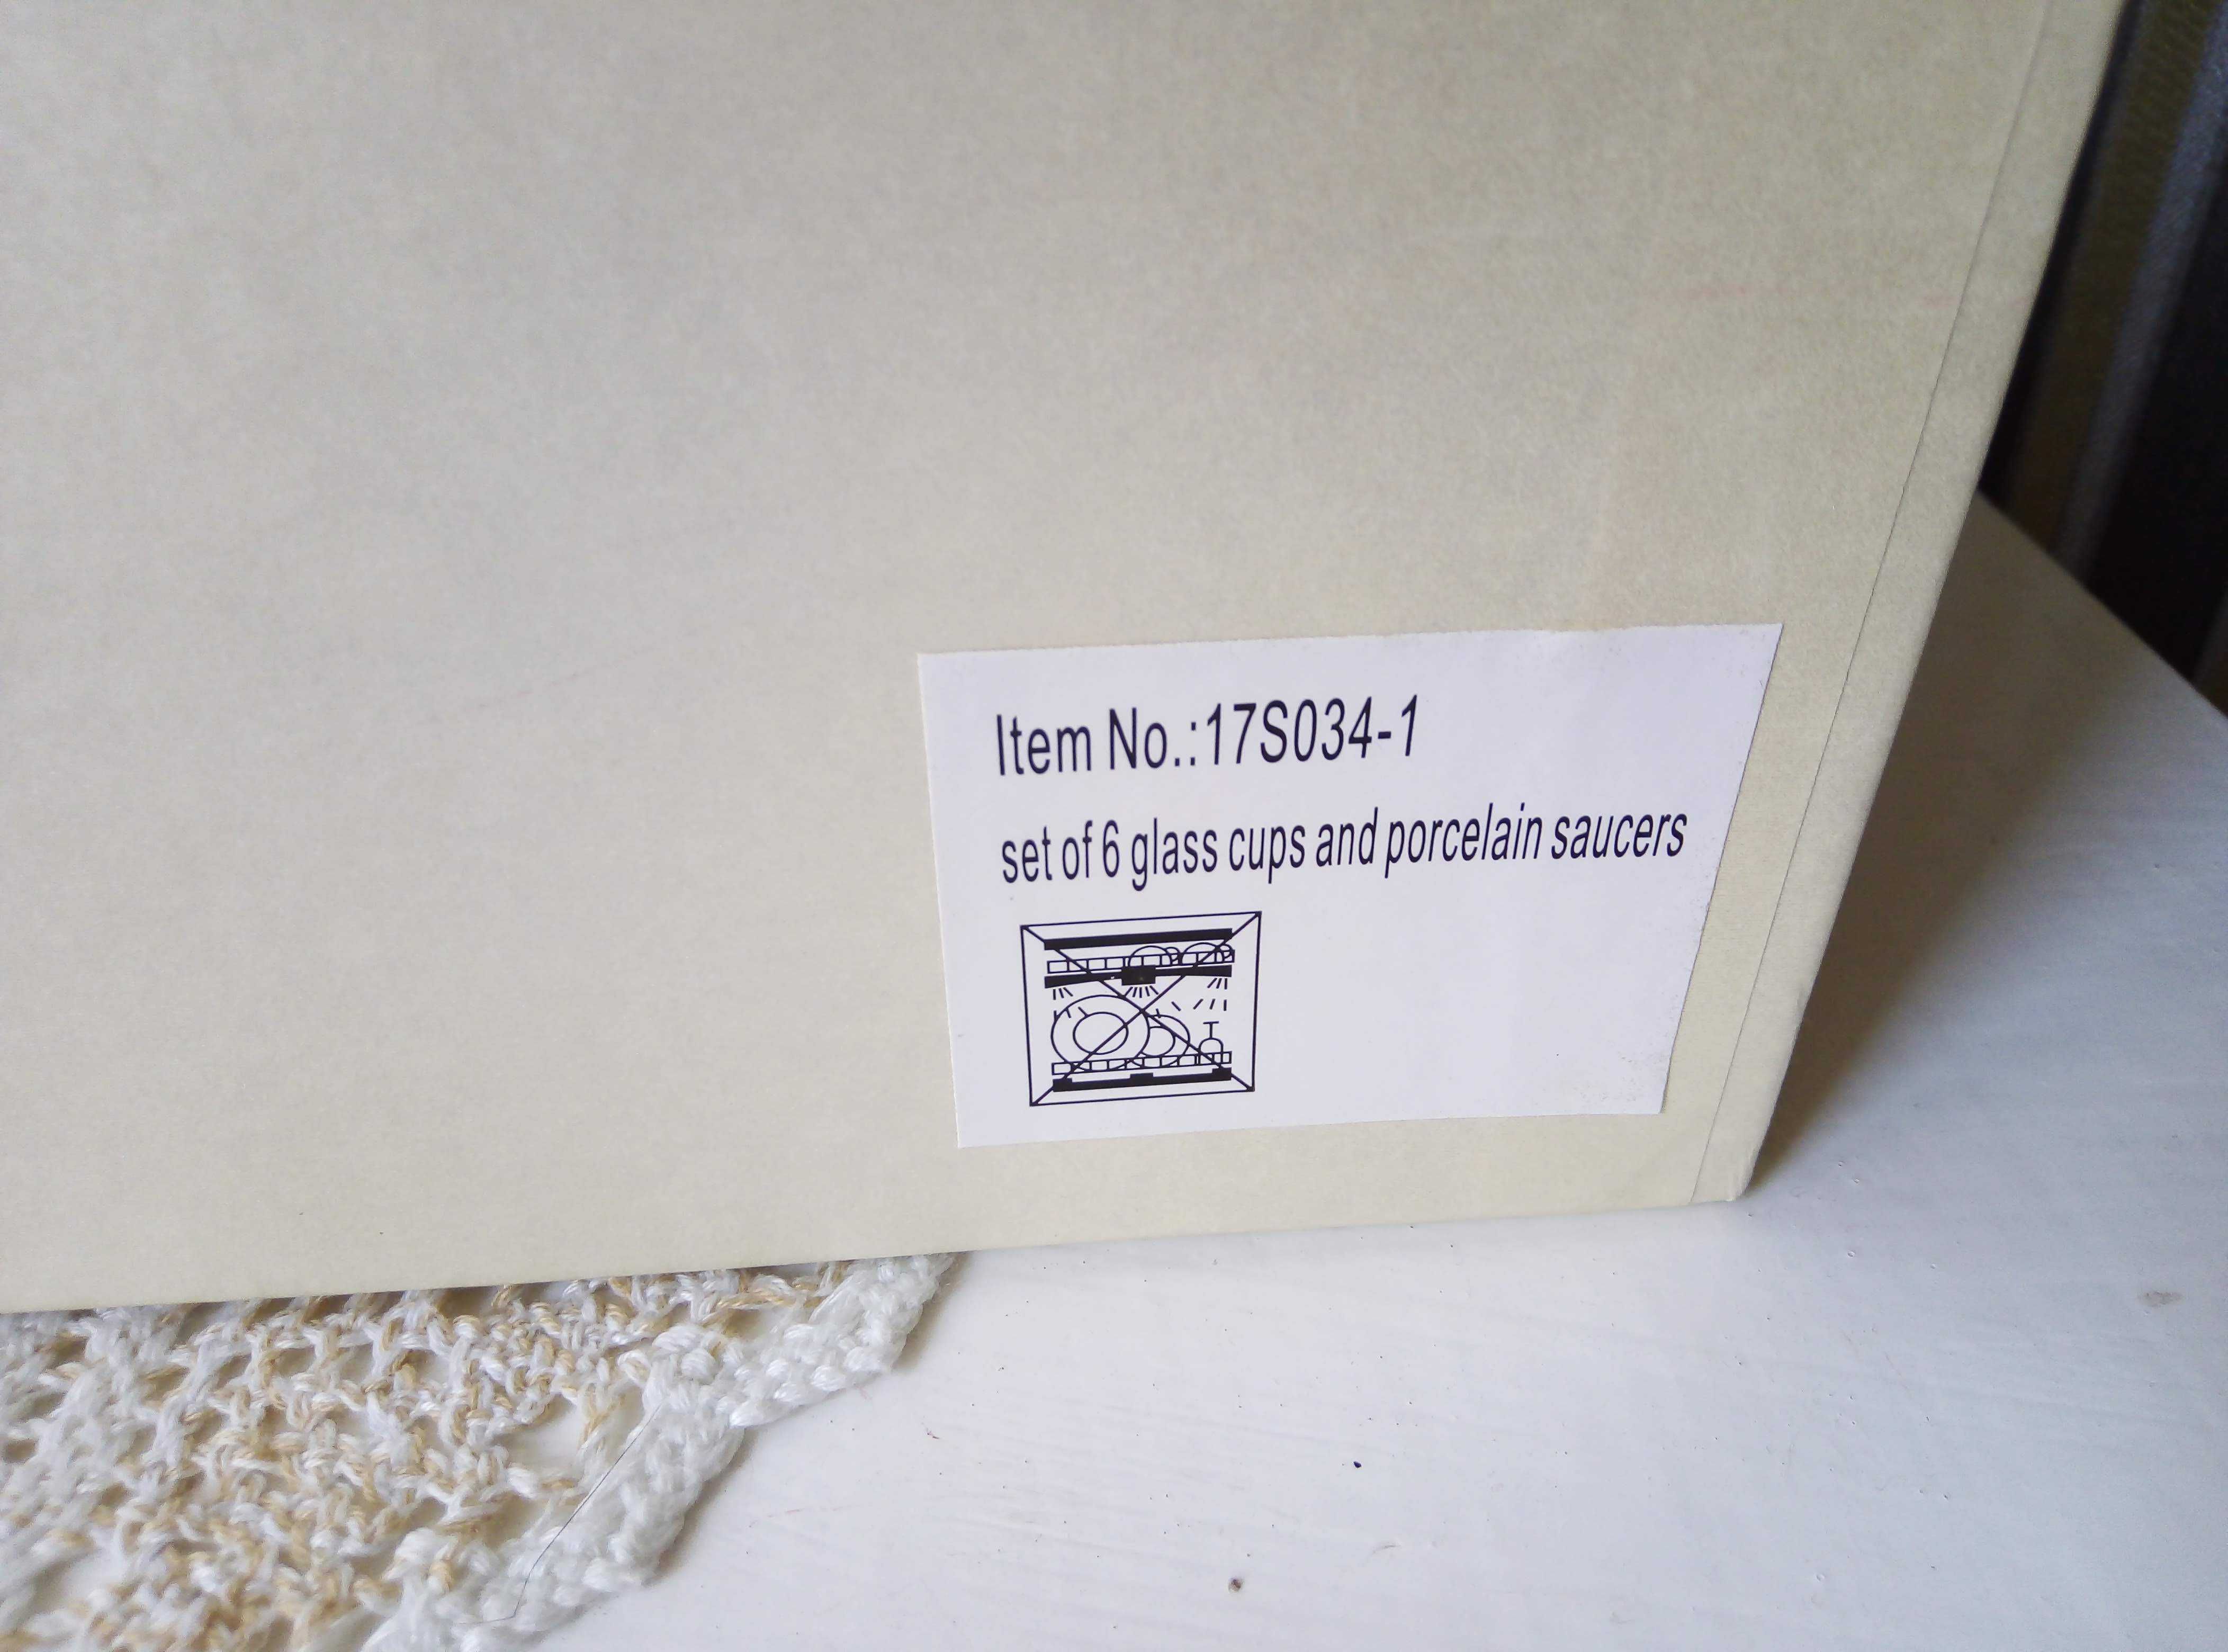 Item No.:17S034-1
set of 6 glass cups and porcelain saucers